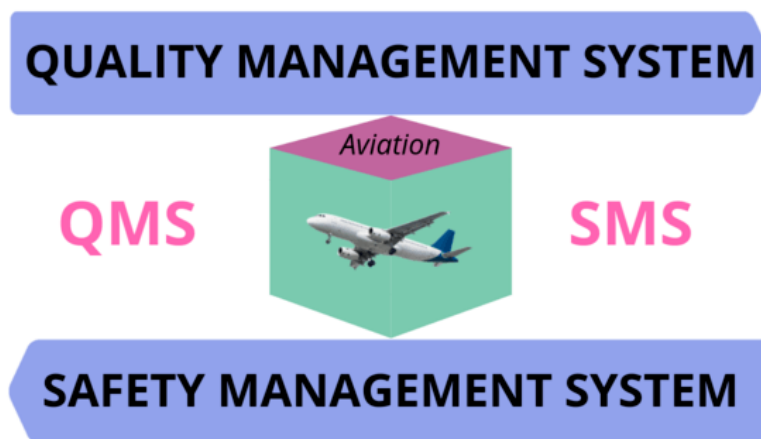 QUALITY MANAGEMENT SYSTEM
Aviation
QMS
SMS
SAFETY MANAGEMENT SYSTEM